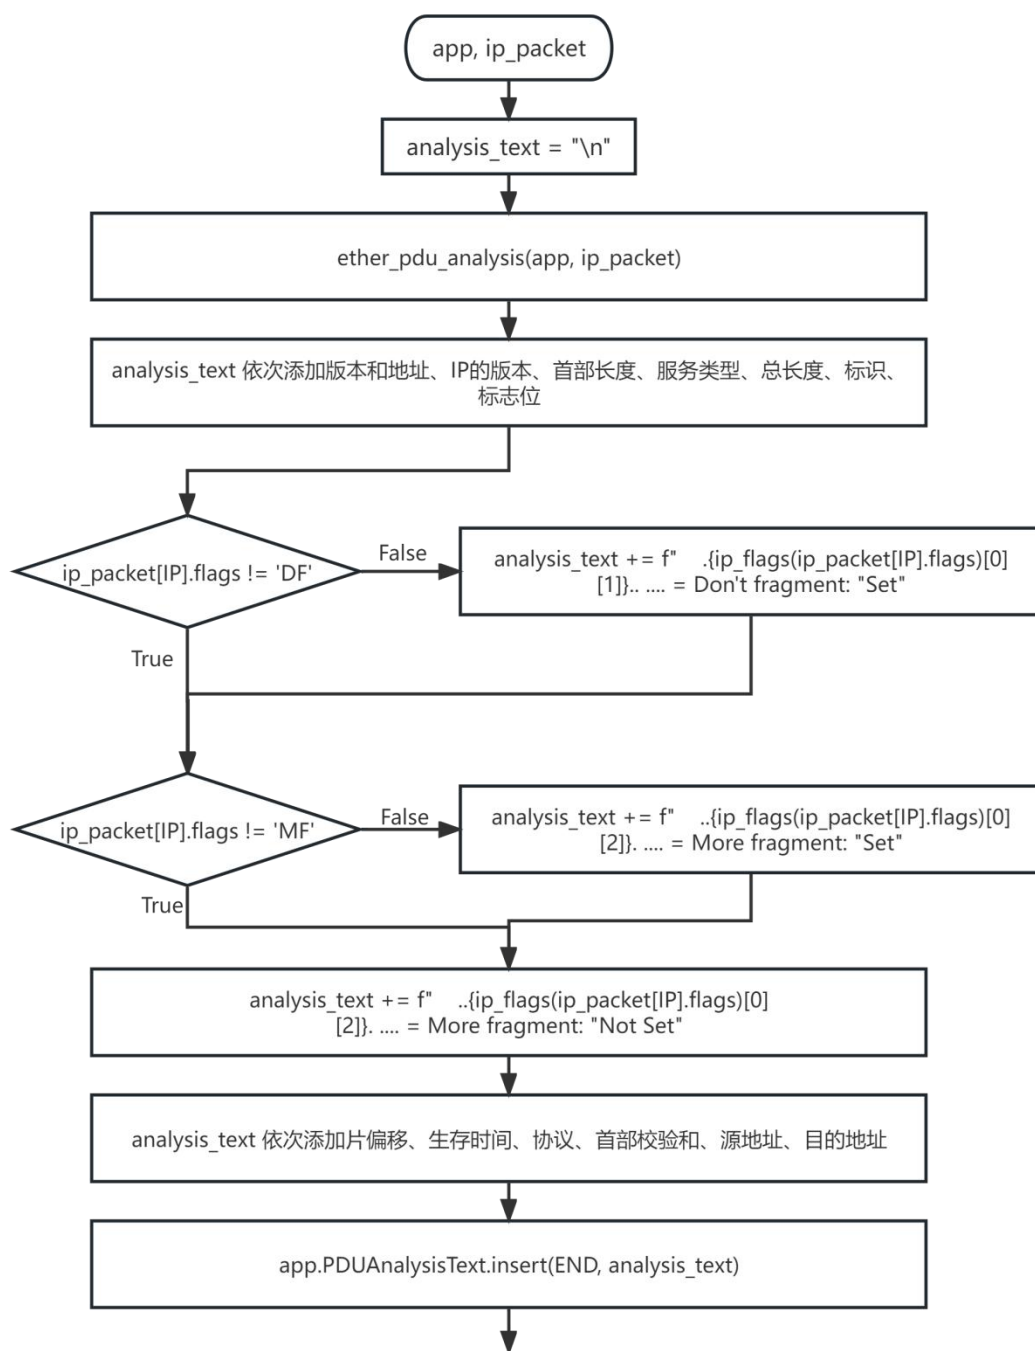 app, ip_packet
analysis_text = "\n"
ether_pdu_analysis(app, ip_packet)
analysis_text 依次添加版本和地址、IP的版本、首部长度、服务类型、总长度、标识、
标志位
ip_packet[IP].flags != 'DF'
False
analysis_text += f"    .{ip_flags(ip_packet[IP].flags)[0]
[1]}.. .... = Don't fragment: "Set"
True
ip_packet[IP].flags != 'MF'
False
analysis_text += f"    ..{ip_flags(ip_packet[IP].flags)[0]
[2]}. .... = More fragment: "Set"
True
analysis_text += f"    ..{ip_flags(ip_packet[IP].flags)[0]
[2]}. .... = More fragment: "Not Set"
analysis_text 依次添加片偏移、生存时间、协议、首部校验和、源地址、目的地址
app.PDUAnalysisText.insert(END, analysis_text)